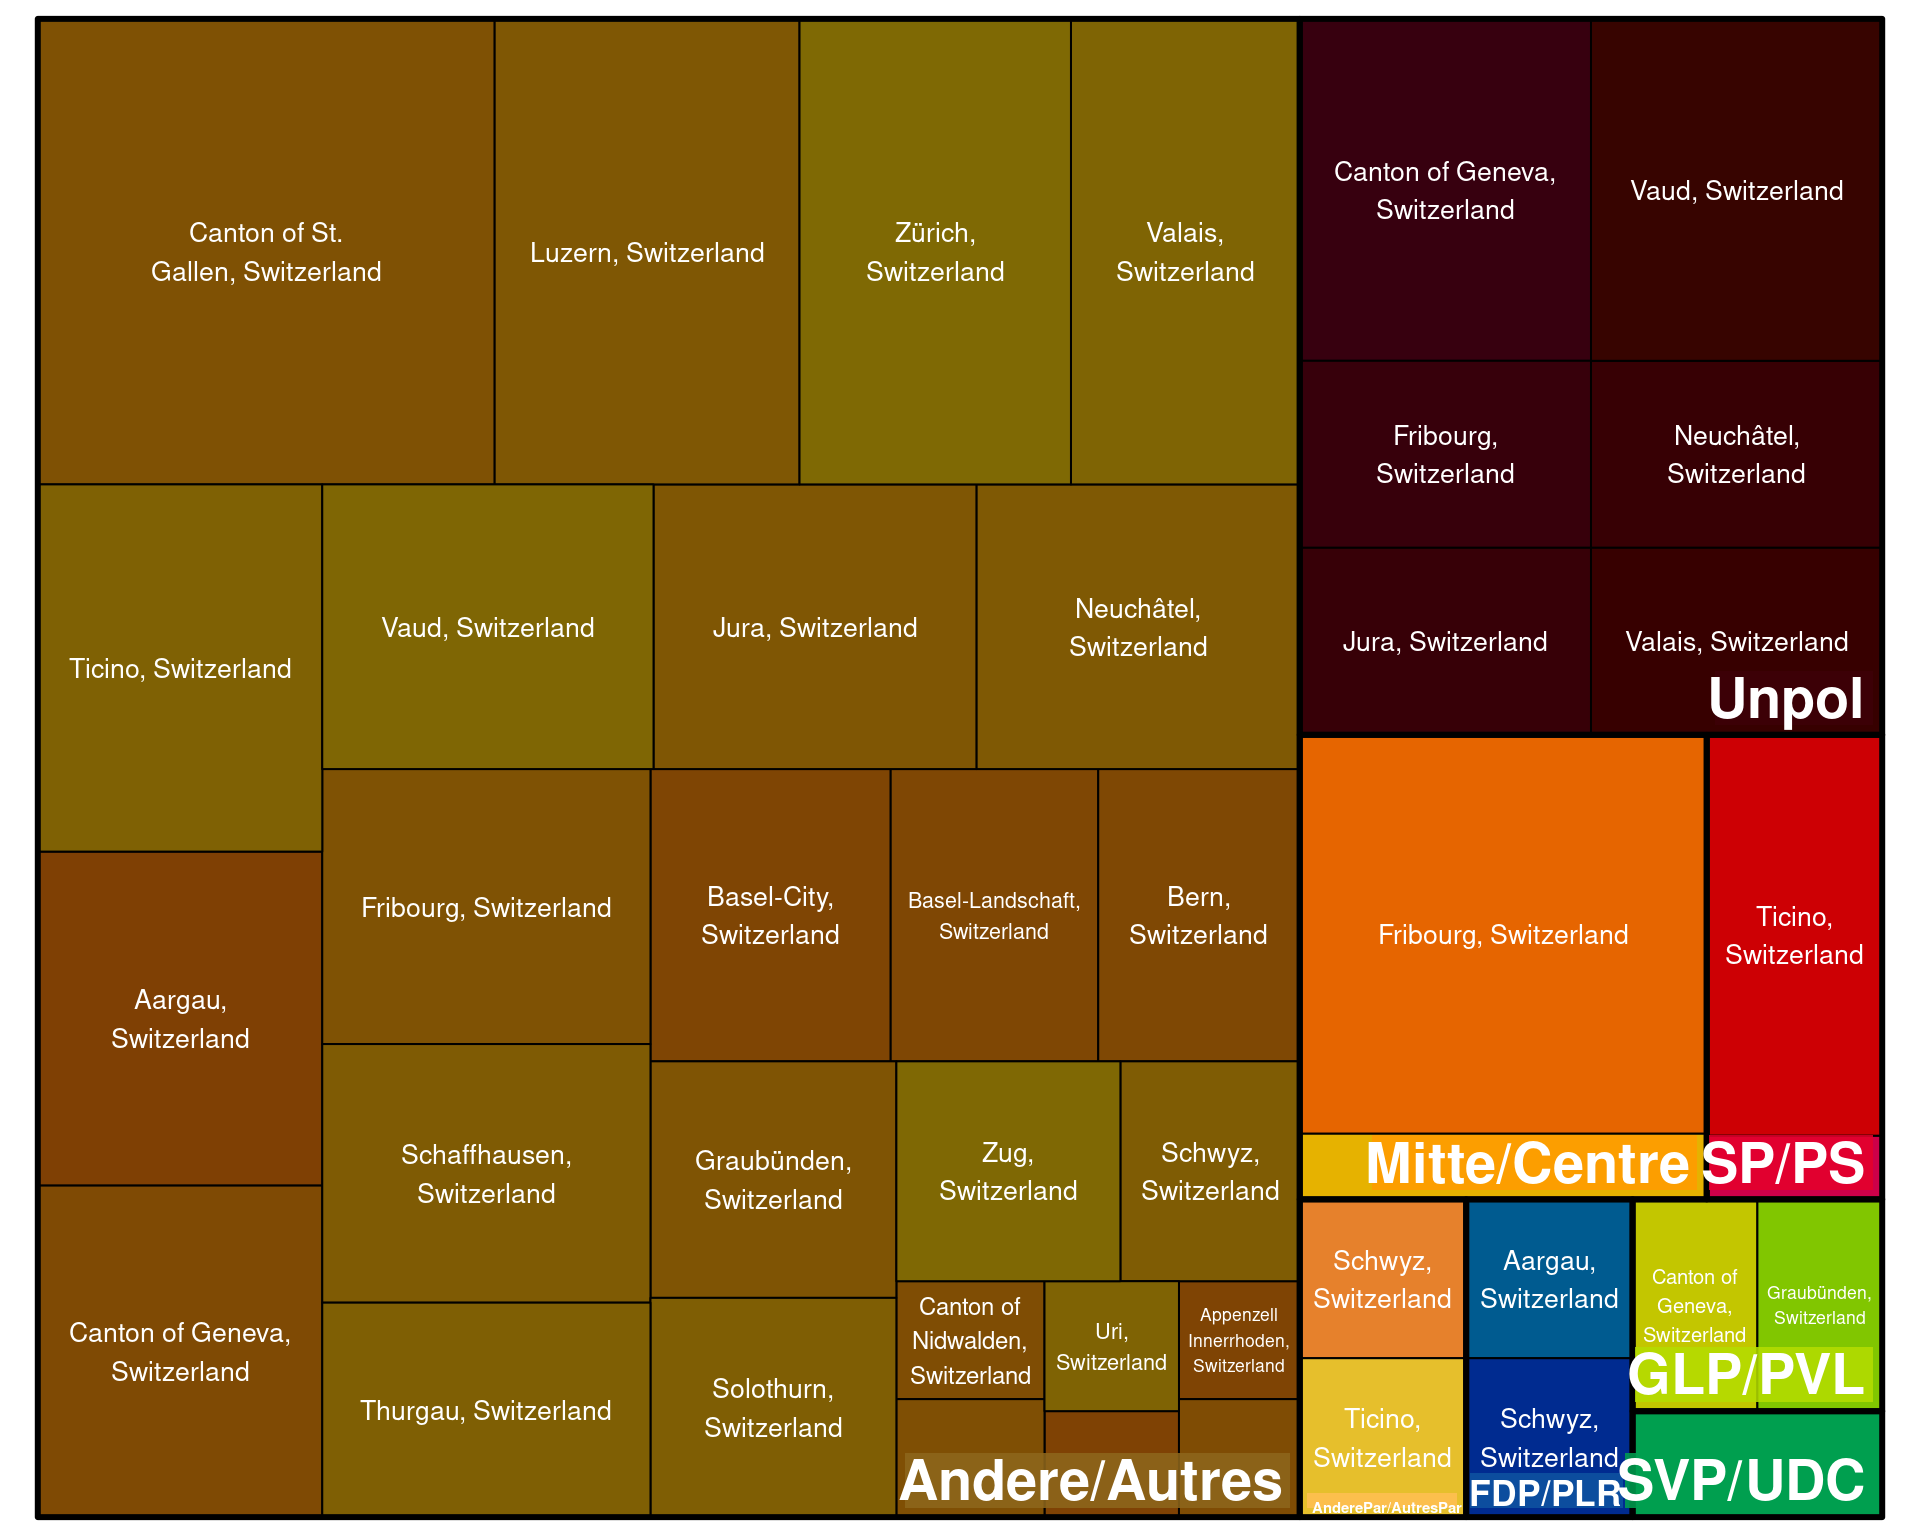 Canton of St.
Gallen, Switzerland
Luzern, Switzerland
Zürich,
Switzerland
Valais,
Switzerland
Ticino, Switzerland
Vaud, Switzerland
Jura, Switzerland
Neuchâtel,
Switzerland
Aargau,
Switzerland
Fribourg, Switzerland
Basel-City,
Switzerland
Basel-Landschaft,
Switzerland
Bern,
Switzerland
Canton of Geneva,
Switzerland
Schaffhausen,
Switzerland
Graubünden,
Switzerland
Zug,
Switzerland
Schwyz,
Switzerland
Thurgau, Switzerland
Solothurn,
Switzerland
Canton of
Nidwalden,
Switzerland
Uri,
Switzerland
Appenzell
Innerrhoden,
Switzerland
Andere/Autres
Canton of Geneva,
Switzerland
Vaud, Switzerland
Fribourg,
Switzerland
Neuchâtel,
Switzerland
Jura, Switzerland
Valais, Switzerland
Unpol
Fribourg, Switzerland
Mitte/Centre
Ticino,
Switzerland
SP/PS
Schwyz,
Switzerland
Ticino,
Switzerland
AnderePar/AutresPar
Aargau,
Switzerland
Schwyz,
Switzerland
FDP/PLR
Canton of
Geneva,
Switzerland
Graubünden,
Switzerland
GLP/PVL
SVP/UDC